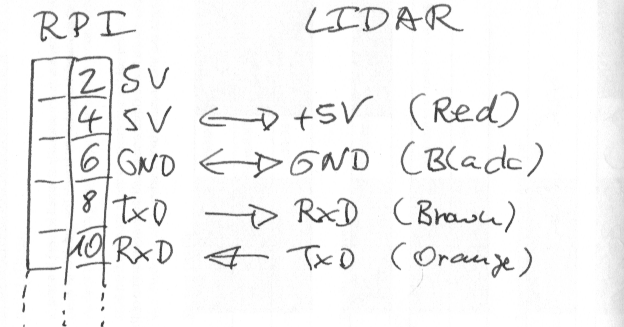 RPI LIDAR
2 5V
4 5V <-> +5V (Red)
6 GND <-> GND (Black)
8 TxD -> RxD (Brown)
10 RxD <- TxD (Orange)